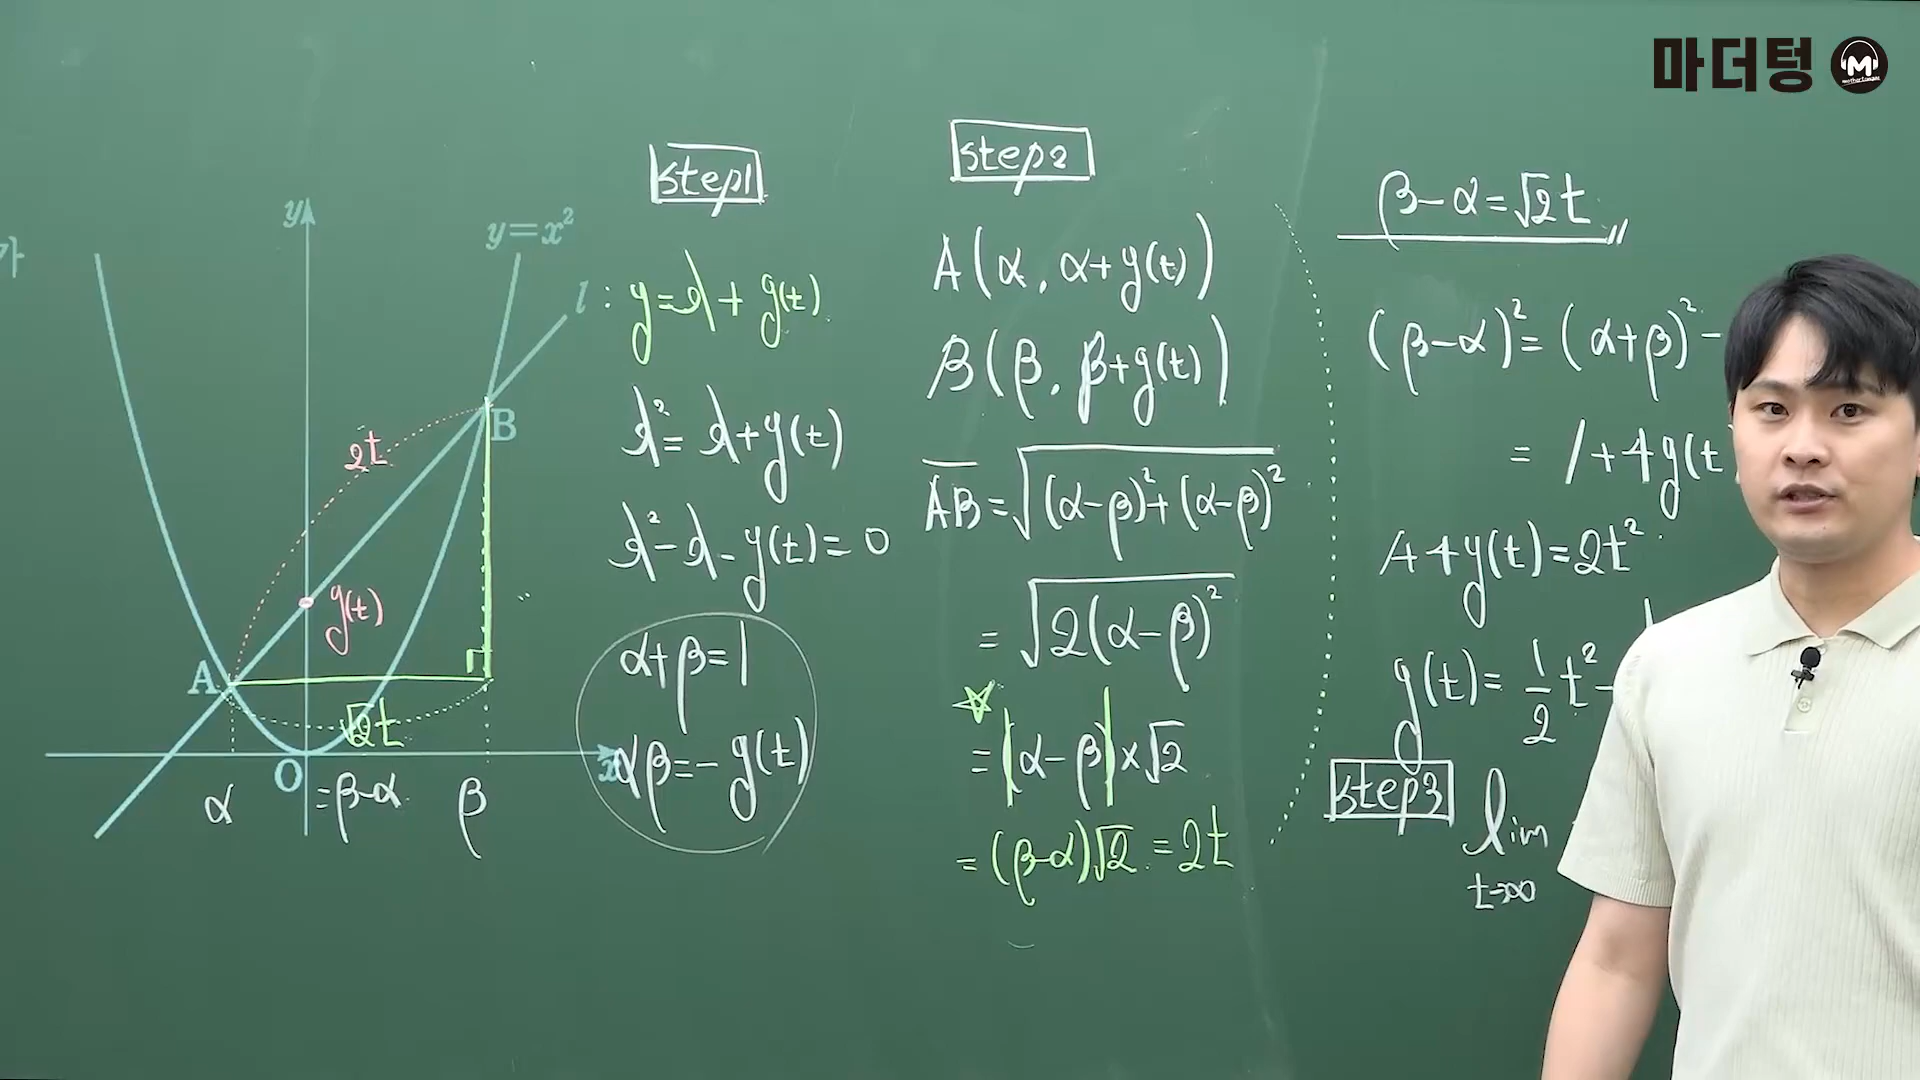 마더텅
M
step1
step2
β-α=√2t
y
y=x²
l : y=x+g(t)
A(α, α+g(t))
(β-α)²=(α+β)²-
B(β, β+g(t))
2t
B
x²=x+g(t)
=1+4g(t
AB=√(α-β)²+(α-β)²
x²-x-g(t)=0
1+4g(t)=2t²
g(t)
=√2(α-β)²
α+β=1
g(t)=1/2t²-
A
√2t
=|α-β|×√2
αβ=-g(t)
O
x
step3
lim
t→∞
α
=β-α
β
=(β-α)√2=2t